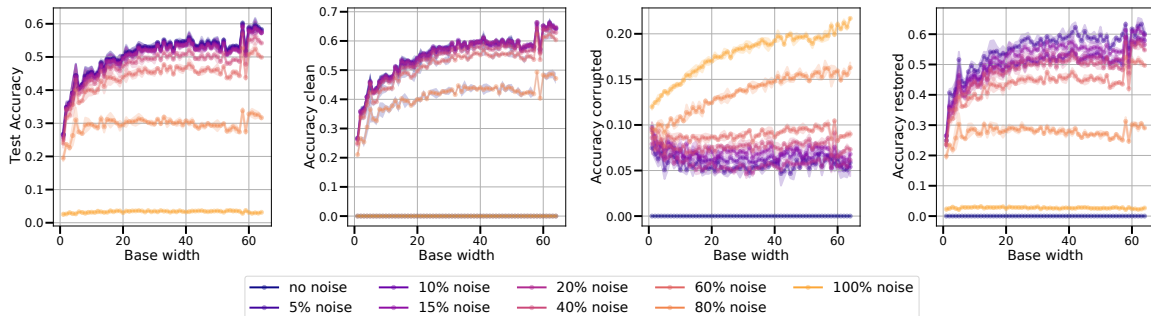 Test Accuracy
0.6
0.5
0.4
0.3
0.2
0.1
0.0
0 20 40 60
Base width
Accuracy clean
0.7
0.6
0.5
0.4
0.3
0.2
0.1
0.0
0 20 40 60
Base width
Accuracy corrupted
0.20
0.15
0.10
0.05
0.00
0 20 40 60
Base width
Accuracy restored
0.6
0.5
0.4
0.3
0.2
0.1
0.0
0 20 40 60
Base width
no noise 10% noise 20% noise 60% noise 100% noise
5% noise 15% noise 40% noise 80% noise